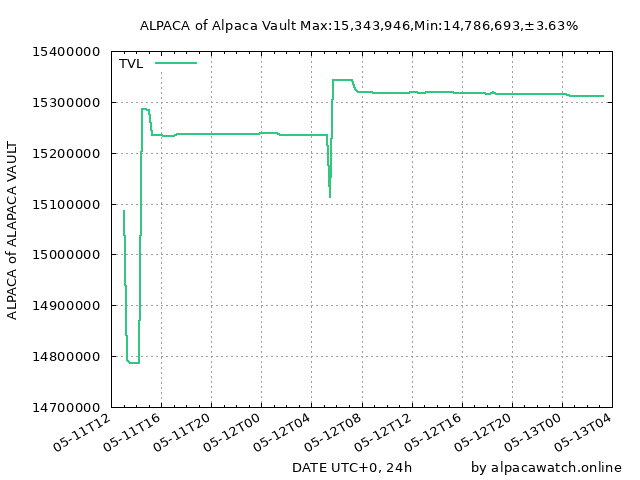 ALPACA of Alpaca Vault Max:15,343,946,Min:14,786,693,±3.63%
TVL
ALPACA of ALAPACA VAULT
15400000
15300000
15200000
15100000
15000000
14900000
14800000
14700000
05-11T12
05-11T16
05-11T20
05-12T00
05-12T04
05-12T08
05-12T12
05-12T16
05-12T20
05-13T00
05-13T04
DATE UTC+0, 24h
by alpacawatch.online